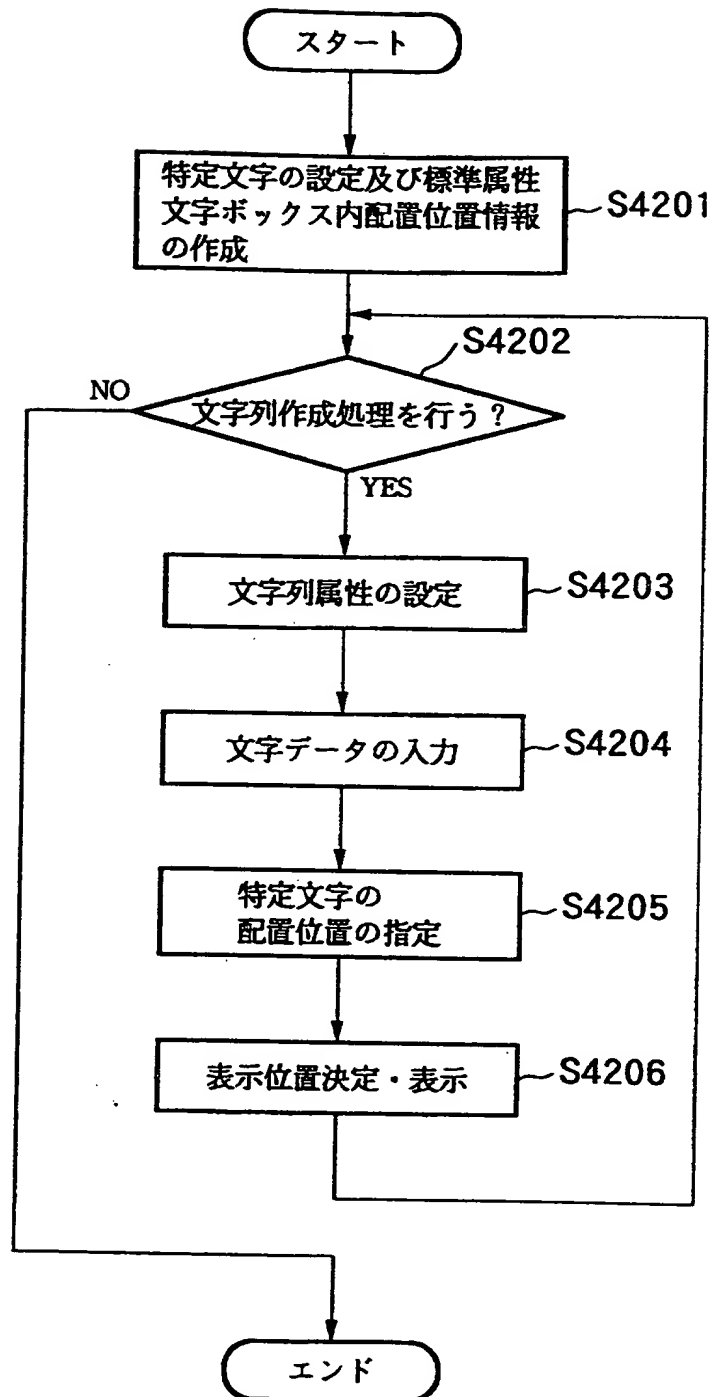 スタート
特定文字の設定及び標準属性
文字ボックス内配置位置情報
の作成
S4201
S4202
NO
文字列作成処理を行う？
YES
文字列属性の設定
S4203
文字データの入力
S4204
特定文字の
配置位置の指定
S4205
表示位置決定・表示
S4206
エンド